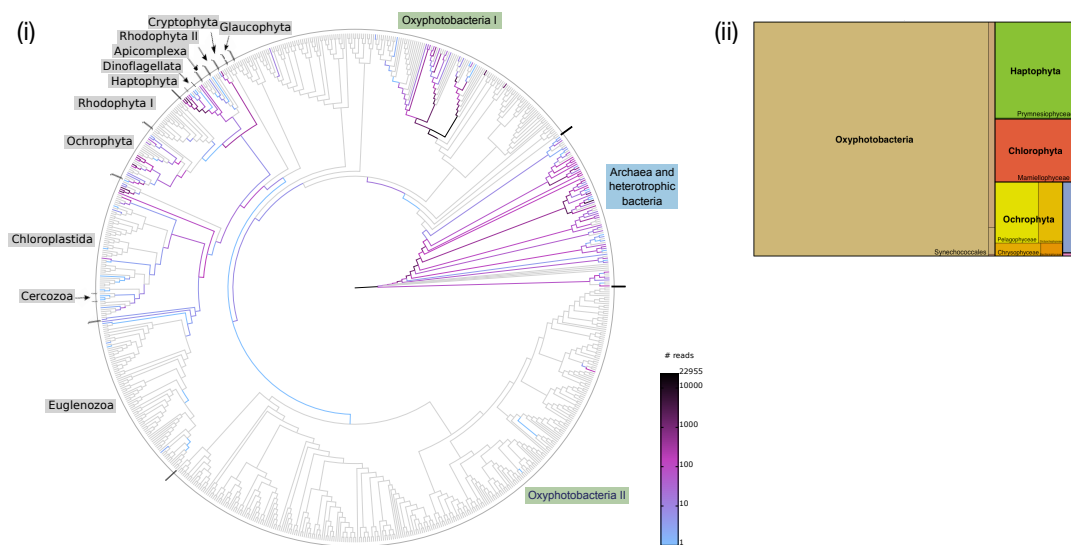 (i)
Cryptophyta
Glaucophyta
Rhodophyta II
Apicomplexa
Dinoflagellata
Haptophyta
Rhodophyta I
Ochrophyta
Chloroplastida
Cercozoa
Euglenozoa
Oxyphotobacteria I
Archaea and
heterotrophic
bacteria
Oxyphotobacteria II
# reads
22955
10000
1000
100
10
1
(ii)
Oxyphotobacteria
Synechococcales
Haptophyta
Prymnesiophyceae
Chlorophyta
Mamiellophyceae
Ochrophyta
Pelagophyceae
Chrysophyceae